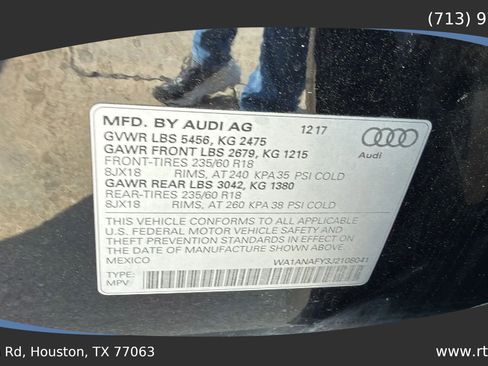 (713) 9
MFD. BY AUDI AG 12 17
GVWR LBS 5456, KG 2475
GAWR FRONT LBS 2679, KG 1215
FRONT-TIRES 235/60 R18
8JX18 RIMS, AT 240 KPA 35 PSI COLD
GAWR REAR LBS 3042, KG 1380
REAR-TIRES 235/60 R18
8JX18 RIMS, AT 260 KPA 38 PSI COLD
Audi
THIS VEHICLE CONFORMS TO ALL APPLICABLE
U.S. FEDERAL MOTOR VEHICLE SAFETY AND
THEFT PREVENTION STANDARDS IN EFFECT ON
THE DATE OF MANUFACTURE SHOWN ABOVE.
MEXICO WA1ANAFY3J2108041
TYPE:
MPV
Rd, Houston, TX 77063
www.rt